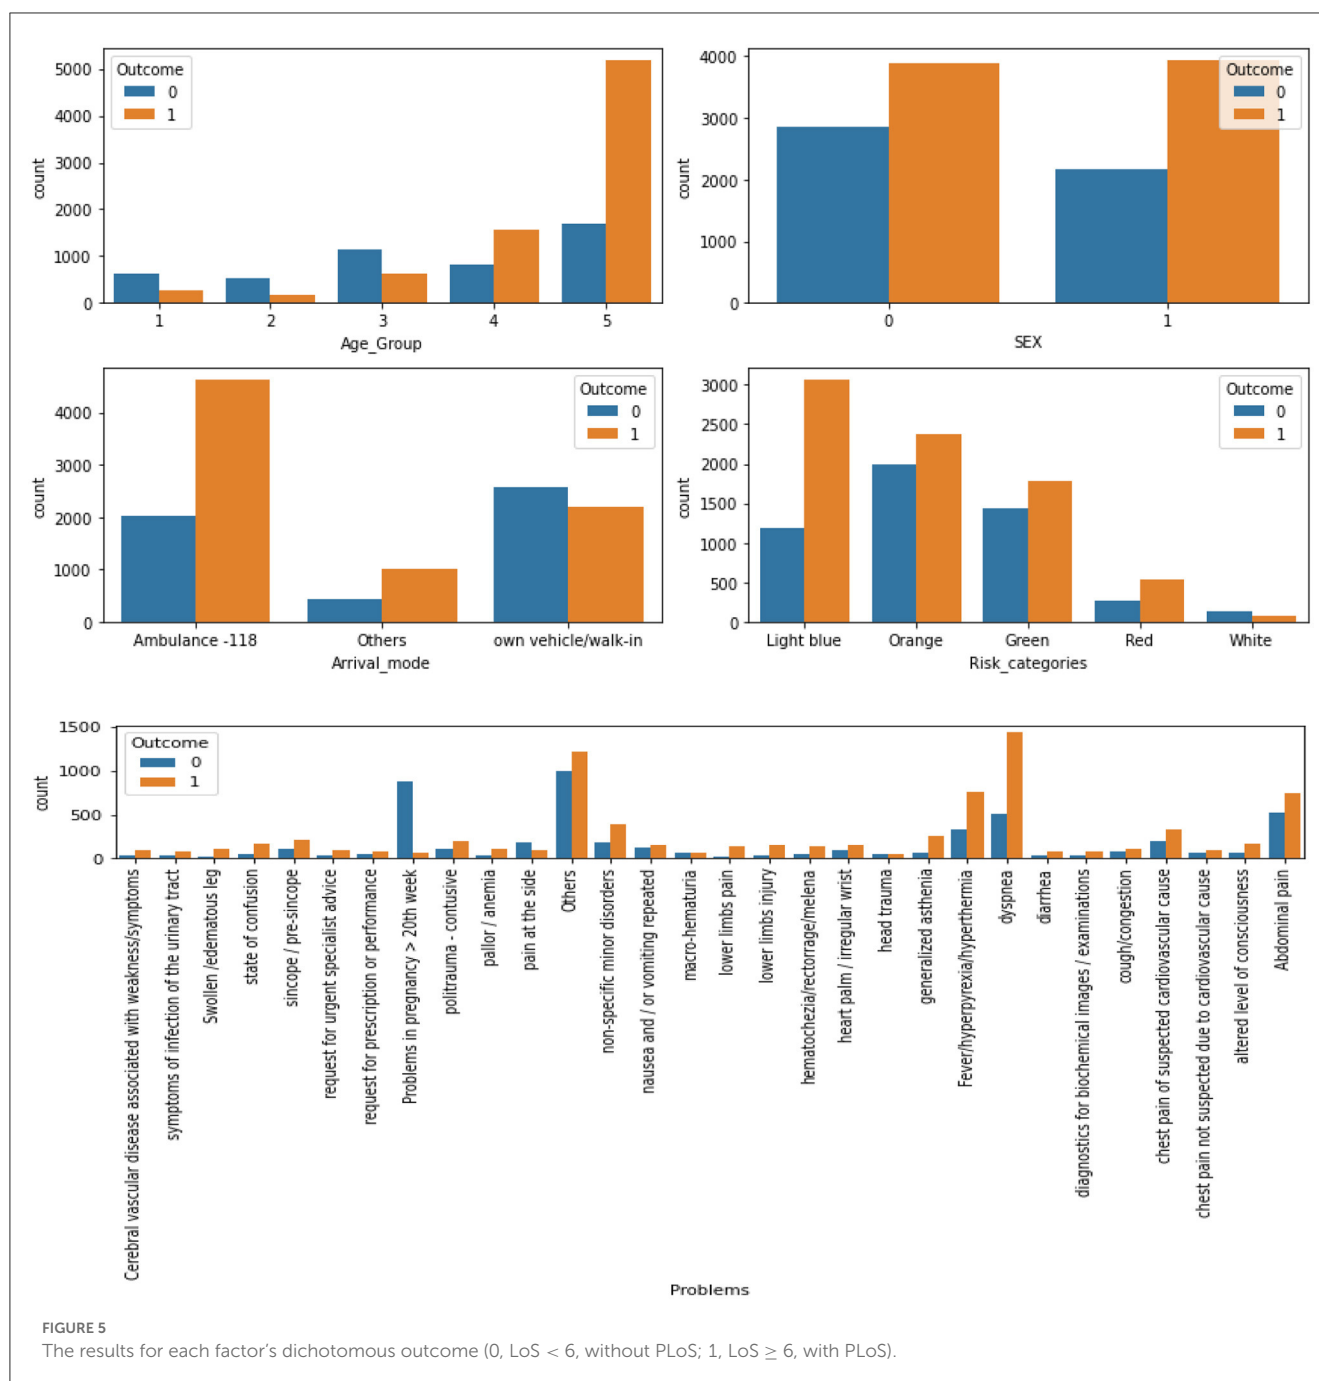 Outcome
0
1
5000
4000
3000
2000
1000
0
count
1
2
3
4
5
Age_Group
Outcome
0
1
4000
3000
2000
1000
0
count
0
1
SEX
Outcome
0
1
4000
3000
2000
1000
0
count
Ambulance -118
Others
own vehicle/walk-in
Arrival_mode
Outcome
0
1
3000
2500
2000
1500
1000
500
0
count
Light blue
Orange
Green
Red
White
Risk_categories
Outcome
0
1
1500
1000
500
0
count
Cerebral vascular disease associated with weakness/symptoms
symptoms of infection of the urinary tract
Swollen /edematous leg
state of confusion
sincope / pre-sincope
request for urgent specialist advice
request for prescription or performance
Problems in pregnancy > 20th week
politrauma - contusive
pallor / anemia
pain at the side
Others
non-specific minor disorders
nausea and / or vomiting repeated
macro-hematuria
lower limbs pain
lower limbs injury
hematochezia/rectorrage/melena
heart palm / irregular wrist
head trauma
generalized asthenia
Fever/hyperpyrexia/hyperthermia
dyspnea
diarrhea
diagnostics for biochemical images / examinations
cough/congestion
chest pain of suspected cardiovascular cause
chest pain not suspected due to cardiovascular cause
altered level of consciousness
Abdominal pain
Problems
FIGURE 5
The results for each factor's dichotomous outcome (0, LoS < 6, without PLoS; 1, LoS ≥ 6, with PLoS).